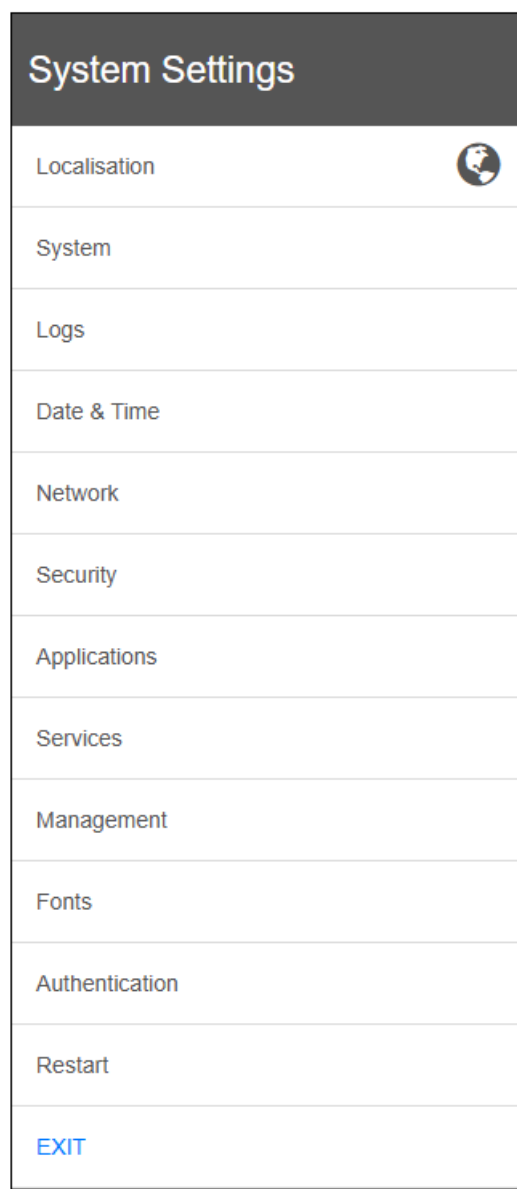 System Settings
Localisation
System
Logs
Date & Time
Network
Security
Applications
Services
Management
Fonts
Authentication
Restart
EXIT